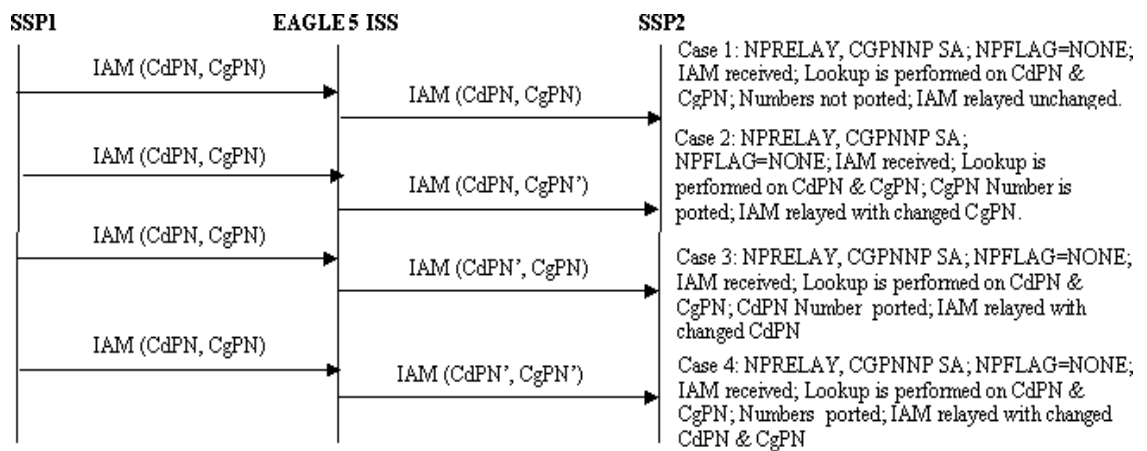 SSP1 EAGLE 5 ISS SSP2
IAM (CdPN, CgPN)
IAM (CdPN, CgPN)
Case 1: NPRELAY, CGPNNP SA; NPFLAG=NONE;
IAM received; Lookup is performed on CdPN &
CgPN; Numbers not ported; IAM relayed unchanged.
IAM (CdPN, CgPN)
IAM (CdPN, CgPN’)
Case 2: NPRELAY, CGPNNP SA;
NPFLAG=NONE; IAM received; Lookup is
performed on CdPN & CgPN; CgPN Number is
ported; IAM relayed with changed CgPN.
IAM (CdPN, CgPN)
IAM (CdPN’, CgPN)
Case 3: NPRELAY, CGPNNP SA; NPFLAG=NONE;
IAM received; Lookup is performed on CdPN &
CgPN; CdPN Number ported; IAM relayed with
changed CdPN
IAM (CdPN, CgPN)
IAM (CdPN’, CgPN’)
Case 4: NPRELAY, CGPNNP SA; NPFLAG=NONE;
IAM received; Lookup is performed on CdPN &
CgPN; Numbers ported; IAM relayed with changed
CdPN & CgPN